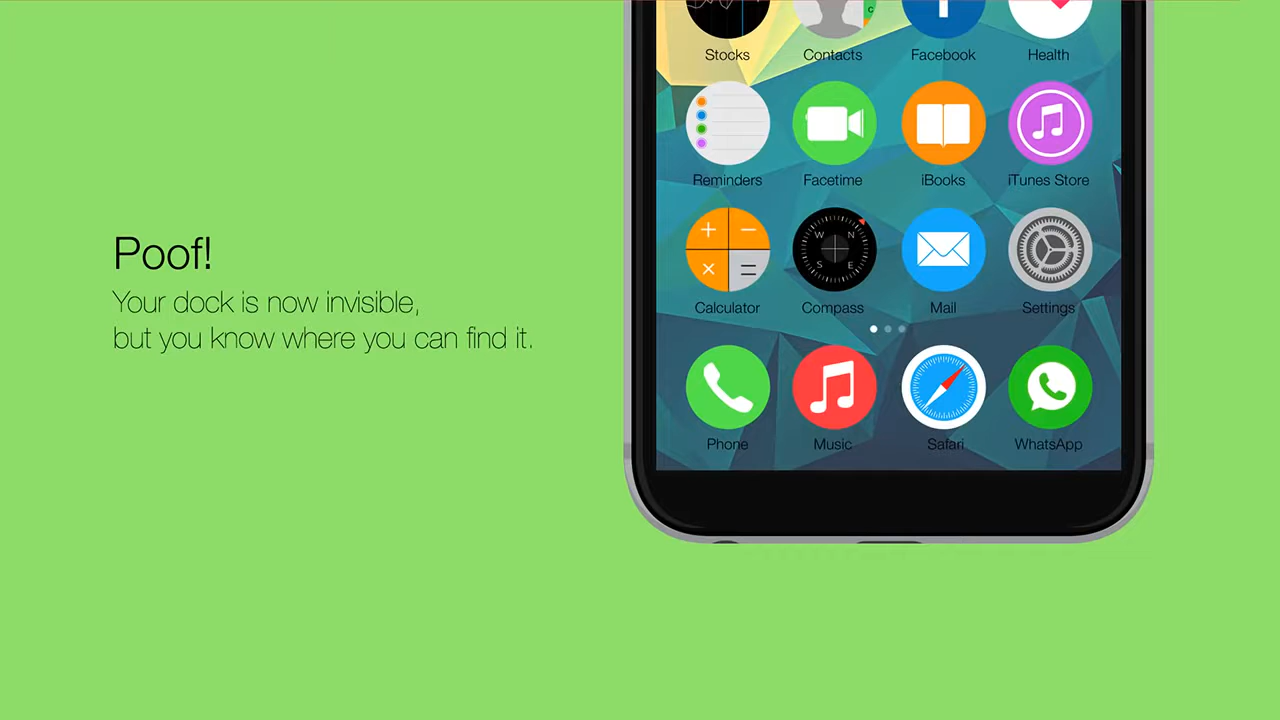 Poof!
Your dock is now invisible,
but you know where you can find it.
C
Stocks Contacts Facebook Health
Reminders Facetime iBooks iTunes Store
W N
S E
Calculator Compass Mail Settings
Phone Music Safari WhatsApp